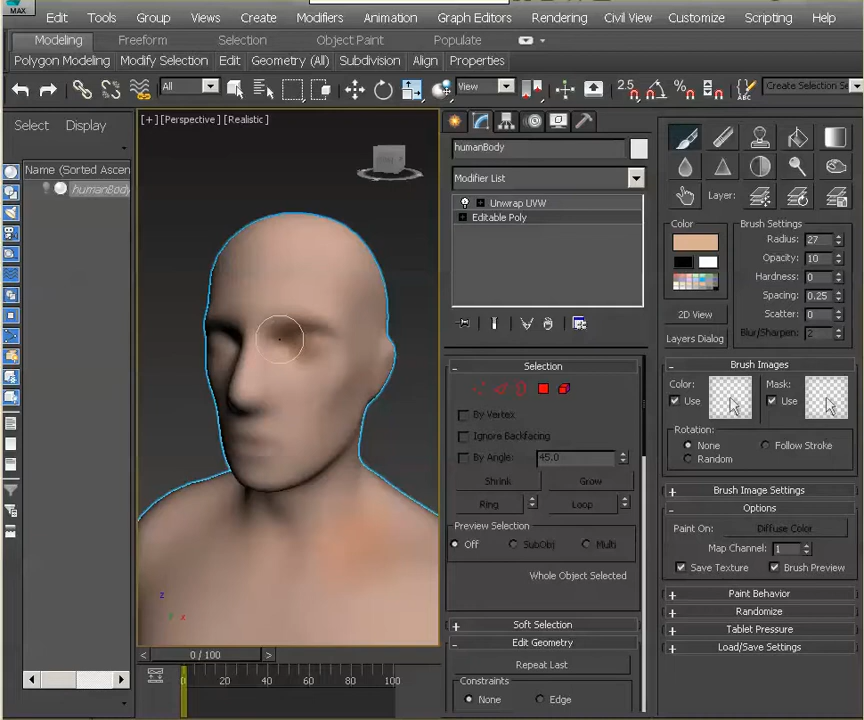 MAX
Edit Tools Group Views Create Modifiers Animation Graph Editors Rendering Civil View Customize Scripting Help
Modeling Freeform Selection Object Paint Populate
Polygon Modeling Modify Selection Edit Geometry (All) Subdivision Align Properties
All View 2.5 % ABC Create Selection Se
Select Display
Name (Sorted Ascen
humanBody
[+] [Perspective] [Realistic]
z
y x
< 0 / 100 >
0 20 40 60 80 100
humanBody
Modifier List
Unwrap UVW
Editable Poly
- Selection
By Vertex
Ignore Backfacing
By Angle: 45.0
Shrink Grow
Ring Loop
Preview Selection
Off SubObj Multi
Whole Object Selected
+ Soft Selection
- Edit Geometry
Repeat Last
Constraints
None Edge
Layer:
Color
2D View
Layers Dialog
Brush Settings
Radius: 27
Opacity: 10
Hardness: 0
Spacing: 0.25
Scatter: 0
Blur/Sharpen: 2
- Brush Images
Color: Use Mask: Use
Rotation:
None Follow Stroke
Random
+ Brush Image Settings
- Options
Paint On: Diffuse Color
Map Channel: 1
Save Texture Brush Preview
+ Paint Behavior
+ Randomize
+ Tablet Pressure
+ Load/Save Settings